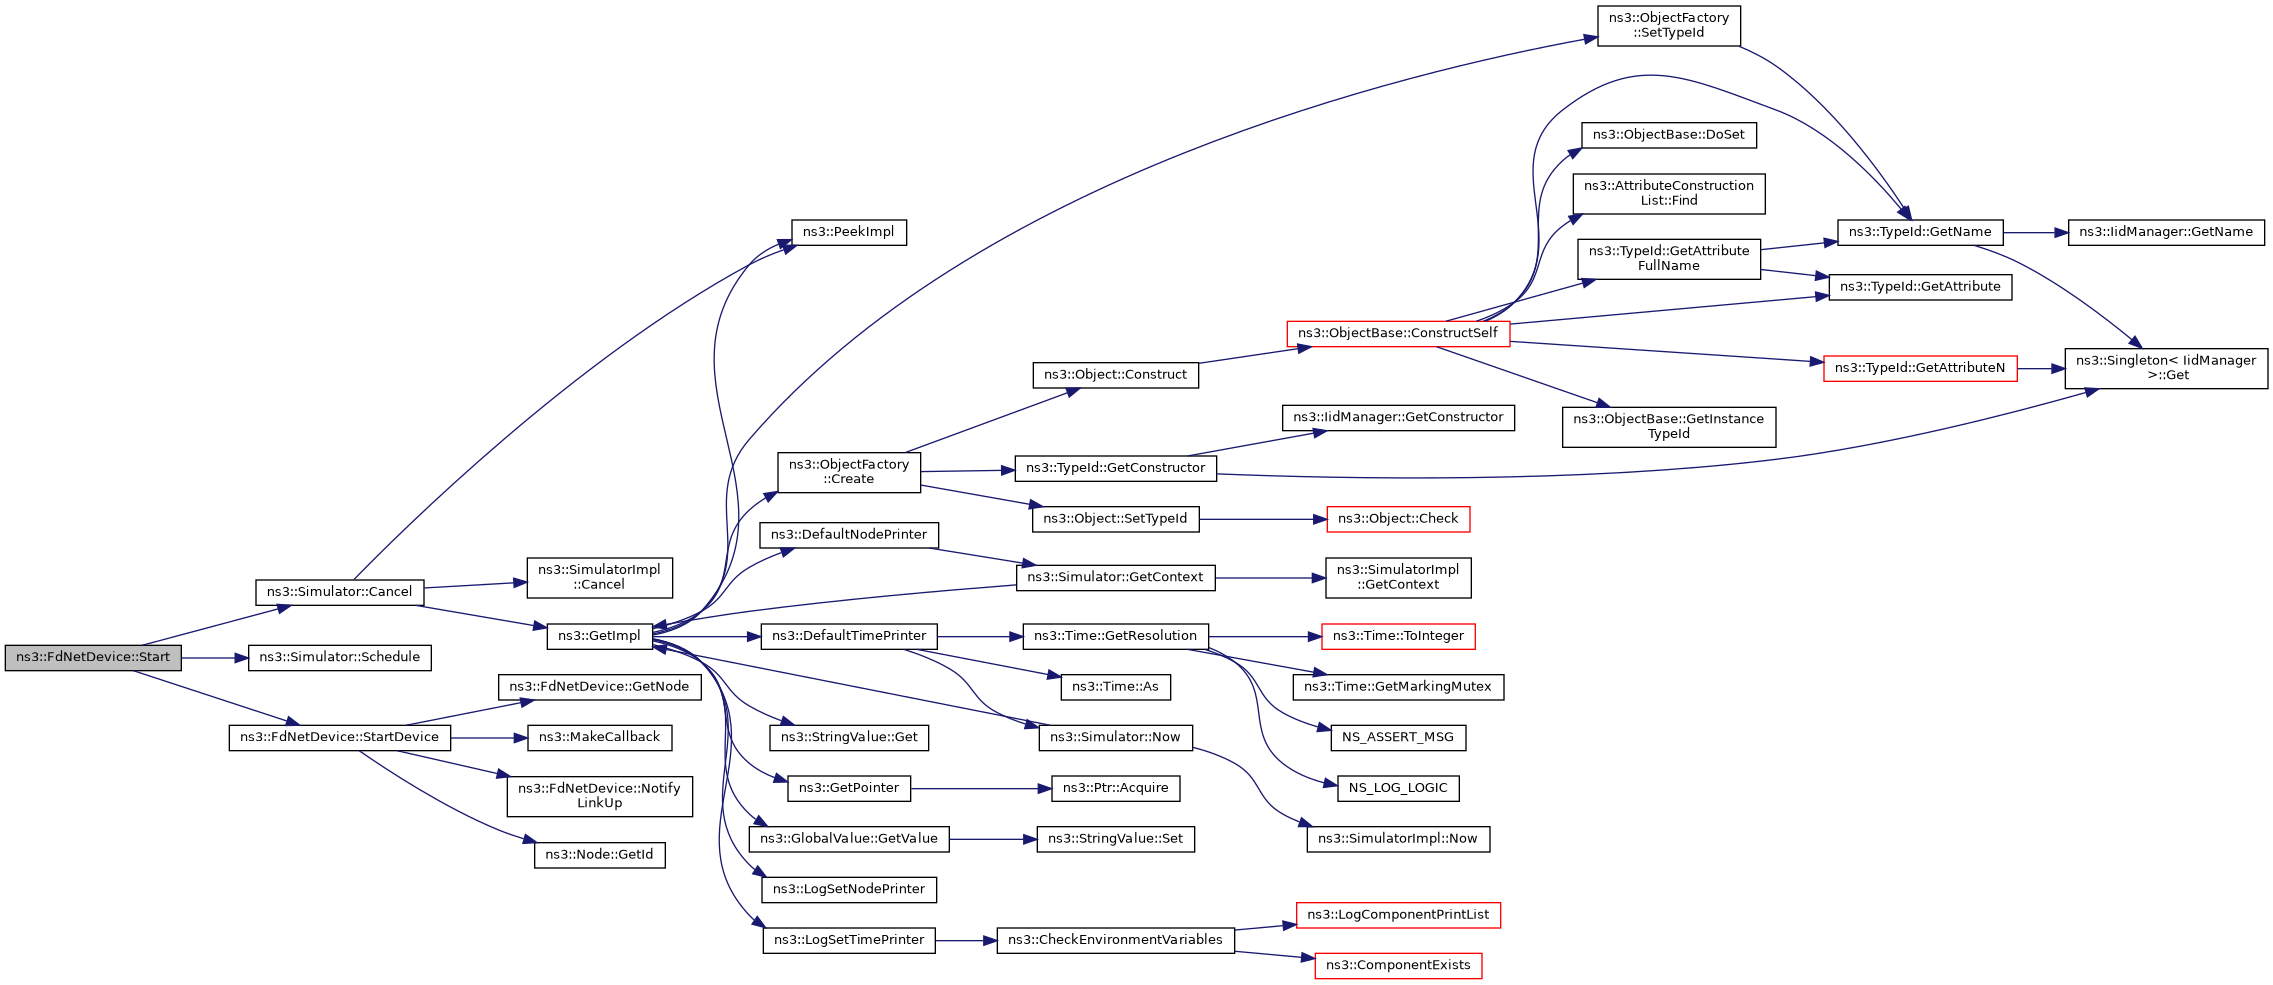 ns3::FdNetDevice::Start
ns3::Simulator::Cancel
ns3::Simulator::Schedule
ns3::FdNetDevice::StartDevice
ns3::PeekImpl
ns3::SimulatorImpl
::Cancel
ns3::GetImpl
ns3::FdNetDevice::GetNode
ns3::MakeCallback
ns3::FdNetDevice::Notify
LinkUp
ns3::Node::GetId
ns3::ObjectFactory
::Create
ns3::DefaultNodePrinter
ns3::DefaultTimePrinter
ns3::StringValue::Get
ns3::GetPointer
ns3::GlobalValue::GetValue
ns3::LogSetNodePrinter
ns3::LogSetTimePrinter
ns3::Object::Construct
ns3::TypeId::GetConstructor
ns3::Object::SetTypeId
ns3::Simulator::GetContext
ns3::Time::GetResolution
ns3::Time::As
ns3::Simulator::Now
ns3::Ptr::Acquire
ns3::StringValue::Set
ns3::CheckEnvironmentVariables
ns3::ObjectBase::ConstructSelf
ns3::IidManager::GetConstructor
ns3::Object::Check
ns3::SimulatorImpl
::GetContext
ns3::Time::ToInteger
ns3::Time::GetMarkingMutex
NS_ASSERT_MSG
NS_LOG_LOGIC
ns3::SimulatorImpl::Now
ns3::LogComponentPrintList
ns3::ComponentExists
ns3::ObjectFactory
::SetTypeId
ns3::ObjectBase::DoSet
ns3::AttributeConstruction
List::Find
ns3::TypeId::GetAttribute
FullName
ns3::ObjectBase::GetInstance
TypeId
ns3::TypeId::GetName
ns3::TypeId::GetAttribute
ns3::TypeId::GetAttributeN
ns3::IidManager::GetName
ns3::Singleton< IidManager
>::Get